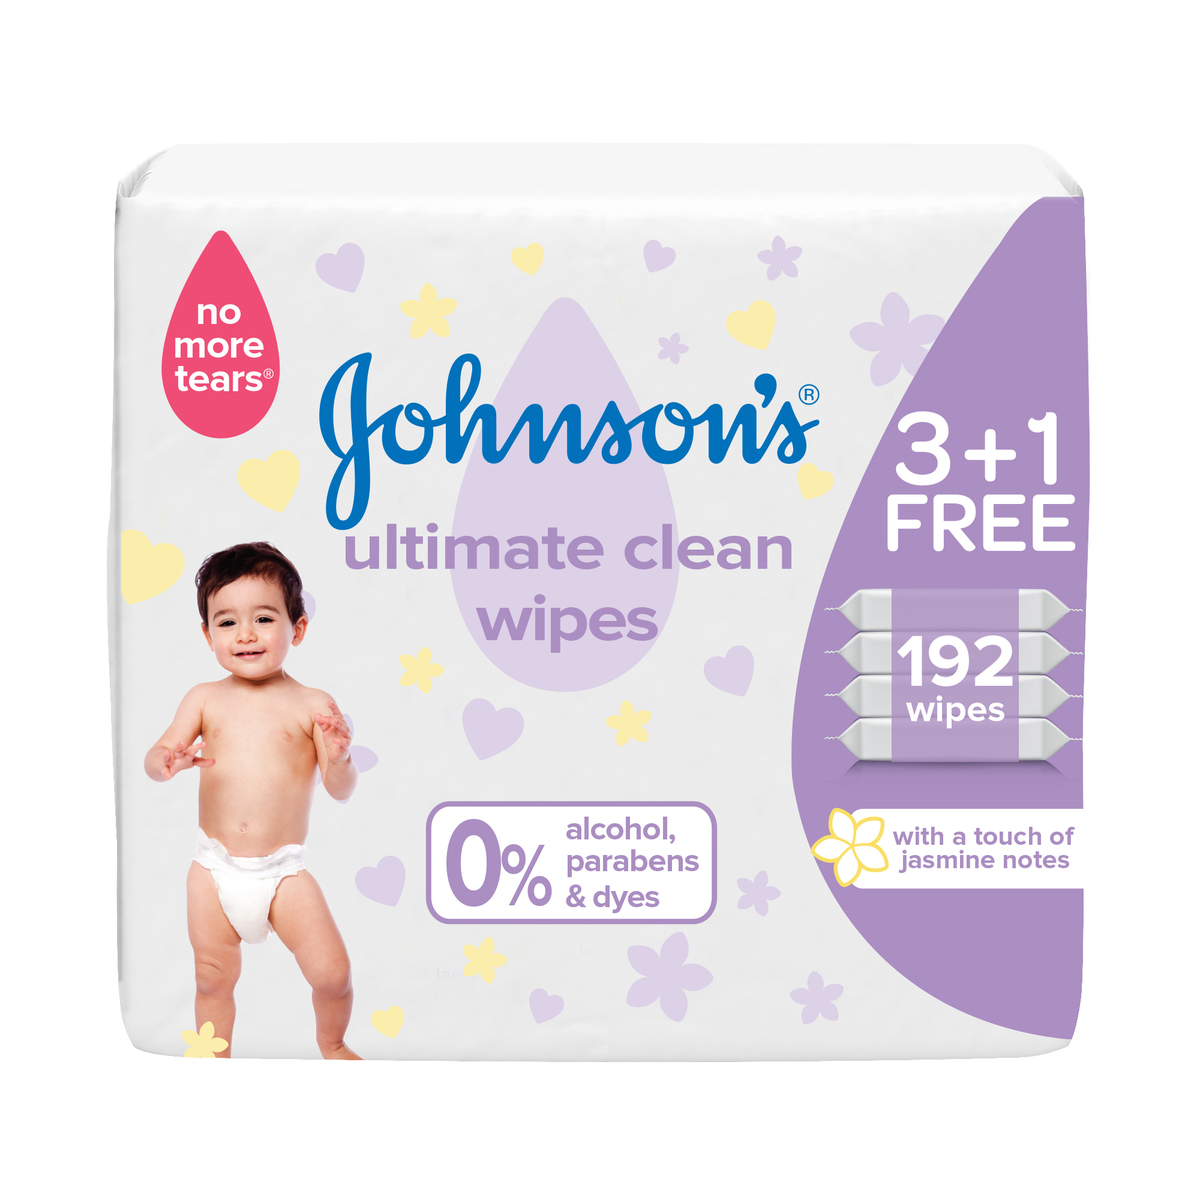 no
more
tears®
Johnson's®
ultimate clean
wipes
3+1
FREE
192
wipes
0%
alcohol,
parabens
& dyes
with a touch of
jasmine notes